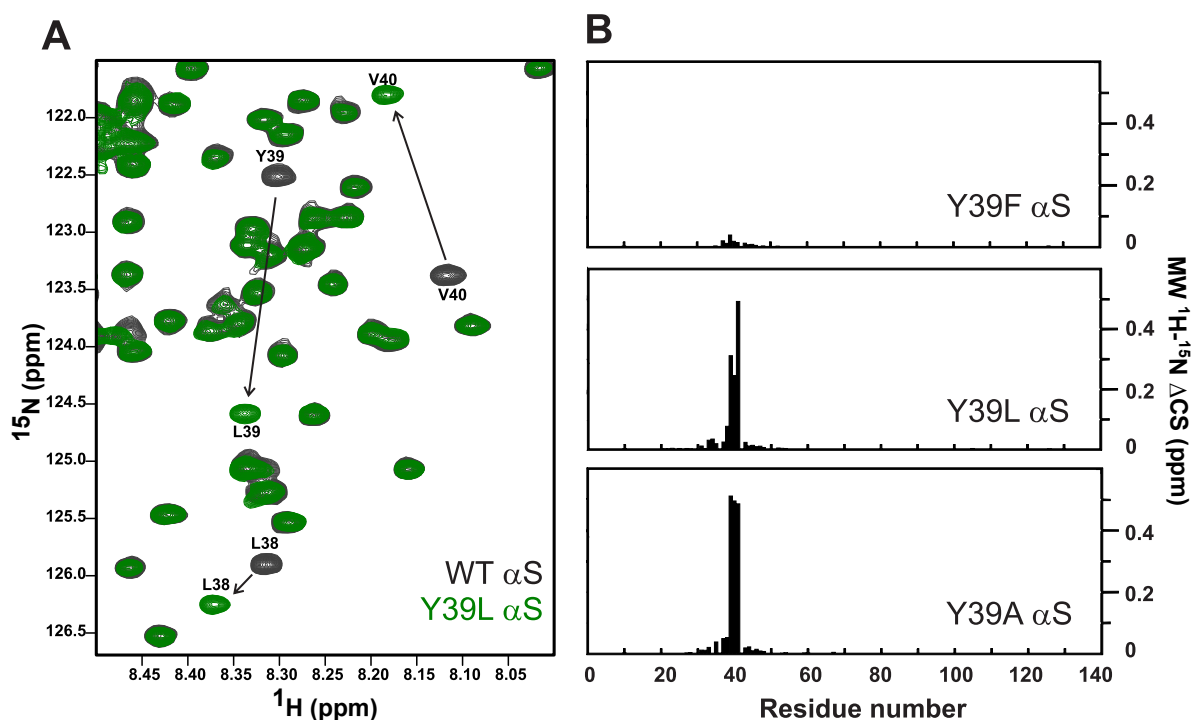 A
B
V40
Y39
V40
L39
L38
L38
WT αS
Y39L αS
122.0
122.5
123.0
123.5
124.0
124.5
125.0
125.5
126.0
126.5
15N (ppm)
8.45 8.40 8.35 8.30 8.25 8.20 8.15 8.10 8.05
1H (ppm)
Y39F αS
0.4
0.2
0
Y39L αS
0.4
0.2
0
Y39A αS
0.4
0.2
0
MW 1H-15N ΔCS (ppm)
0 20 40 60 80 100 120 140
Residue number